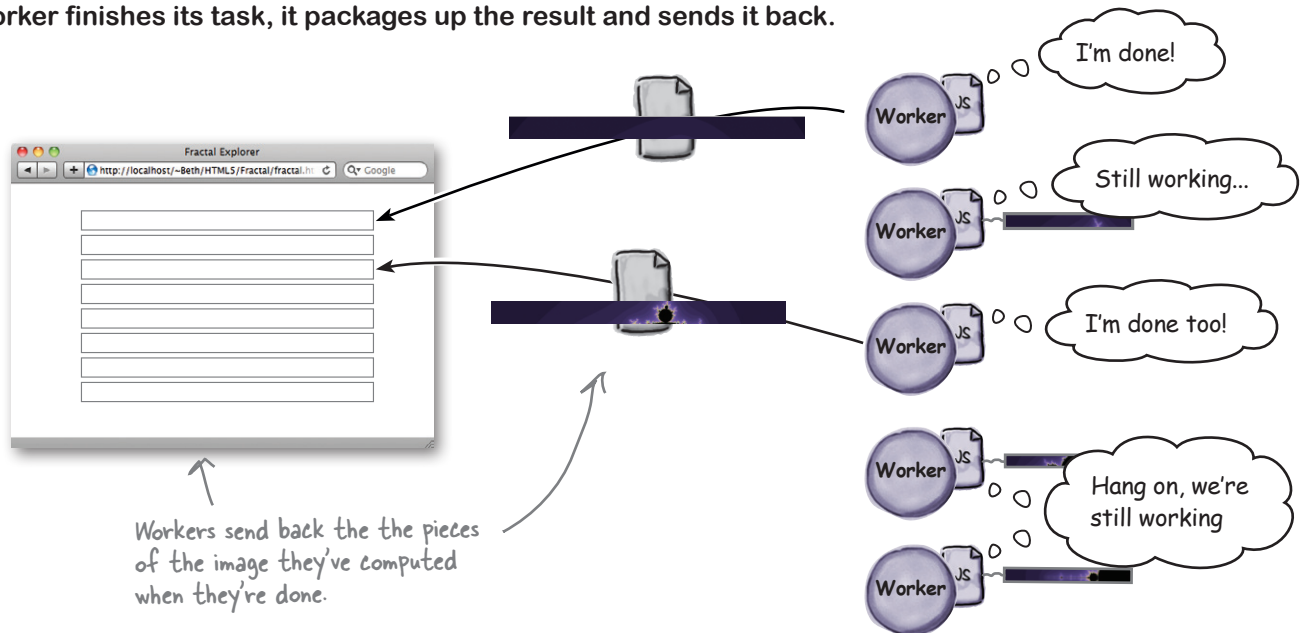 orker finishes its task, it packages up the result and sends it back.
I'm done!
JS
Worker
Fractal Explorer
http://localhost/~Beth/HTML5/Fractal/fractal.ht
Google
Still working...
JS
Worker
I'm done too!
JS
Worker
JS
Worker
Hang on, we're
still working
Workers send back the the pieces
of the image they've computed
when they're done.
JS
Worker